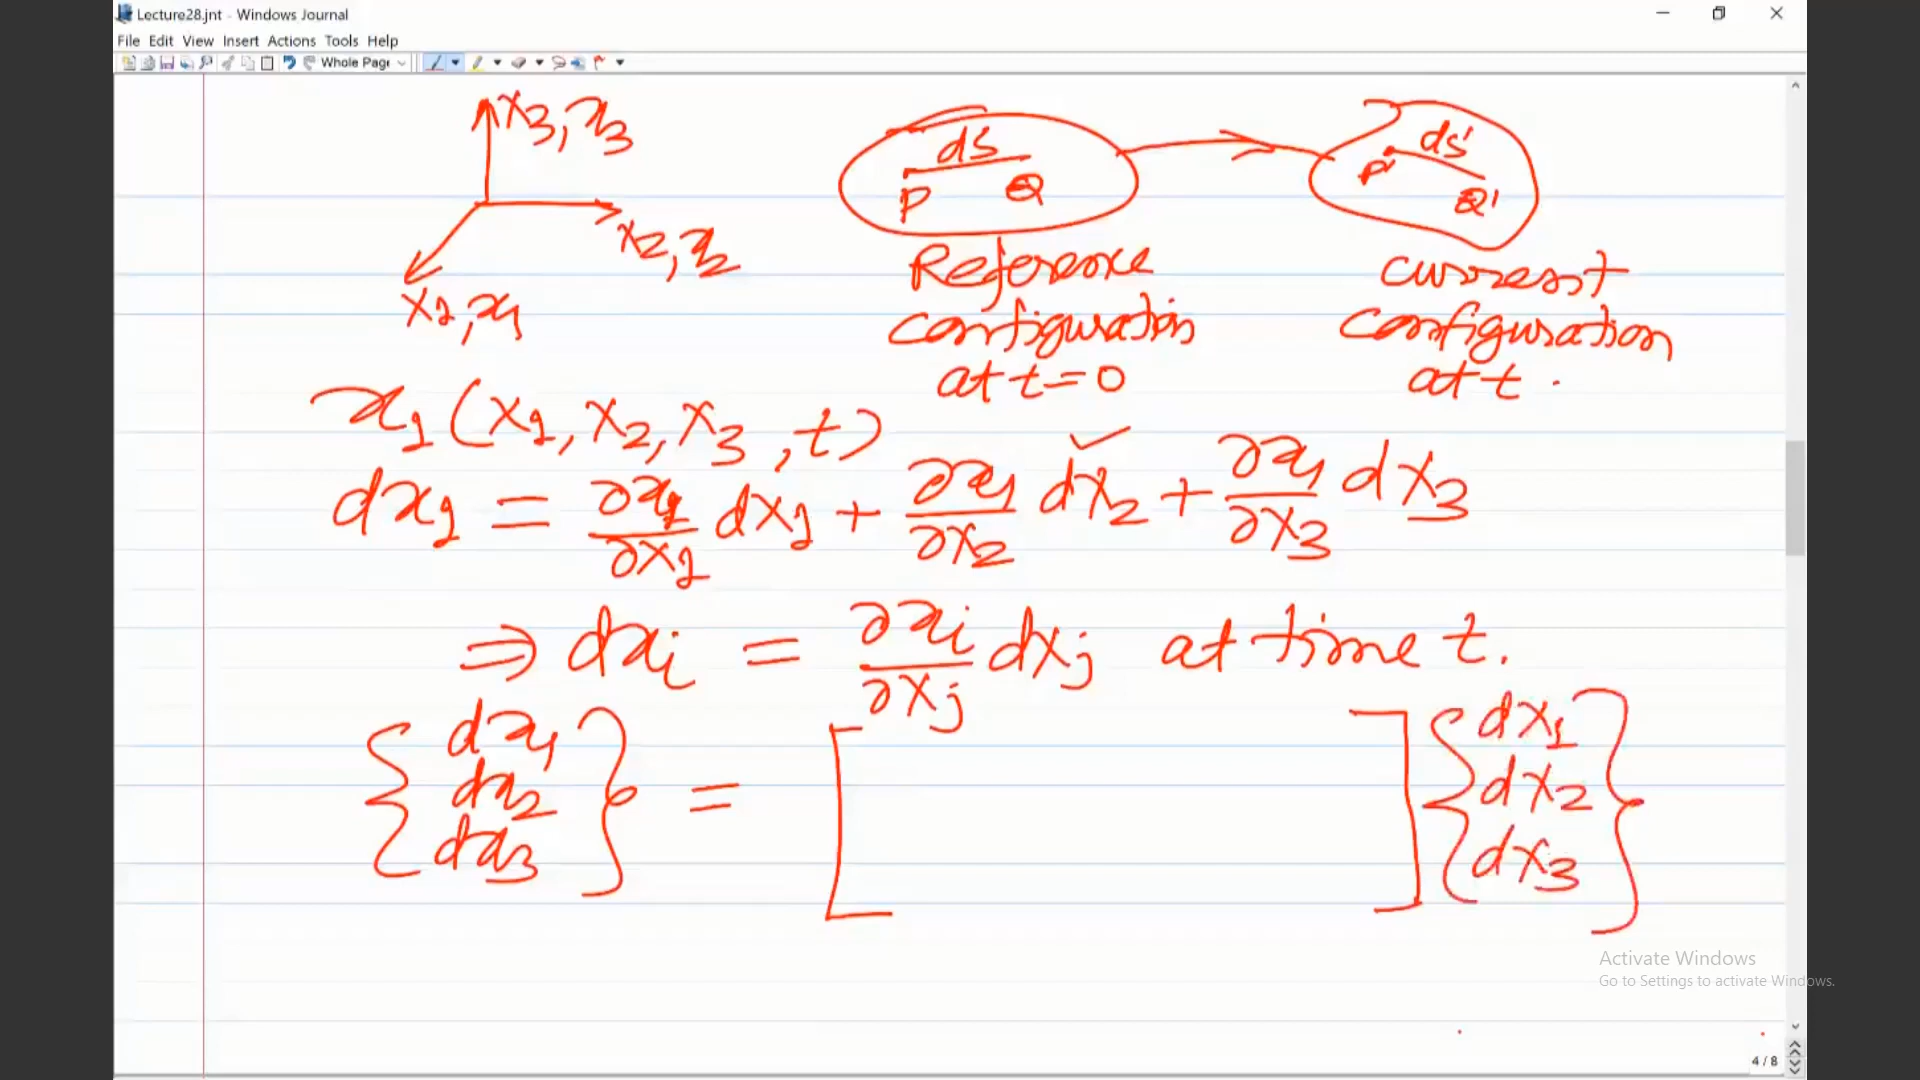 Lecture28.jnt - Windows Journal
File Edit View Insert Actions Tools Help
Whole Page
X3, x3
X2, x2
X1, x1
ds
P Q
Reference
configuration
at t=0
ds'
P' Q'
current
configuration
at t.
x1 (X1, X2, X3, t)
dx1 = ∂x1/∂X1 dX1 + ∂x1/∂X2 dX2 ✓ + ∂x1/∂X3 dX3
⇒ dxi = ∂xi/∂Xj dXj at time t.
{dx1 dx2 dx3} = [ ] {dX1 dX2 dX3}
Activate Windows
Go to Settings to activate Windows.
4 / 8